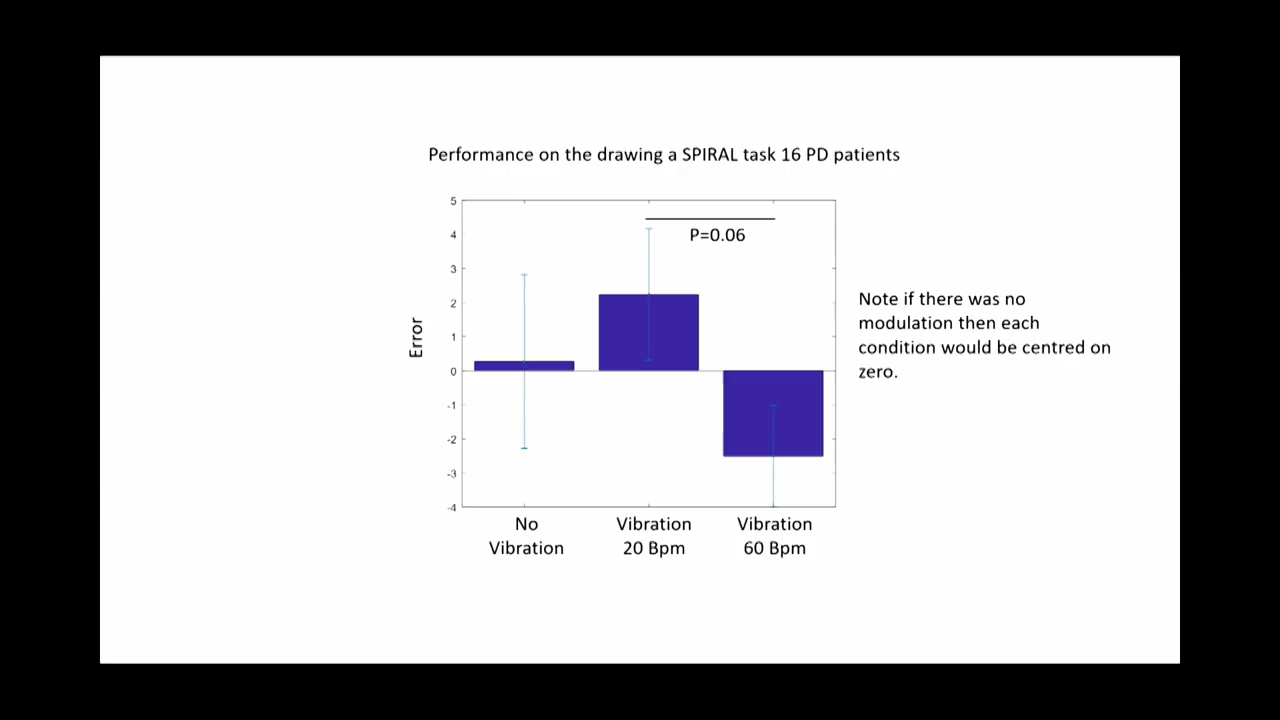 Performance on the drawing a SPIRAL task 16 PD patients
5
4
3
2
1
0
-1
-2
-3
-4
Error
P=0.06
No
Vibration
Vibration
20 Bpm
Vibration
60 Bpm
Note if there was no
modulation then each
condition would be centred on
zero.